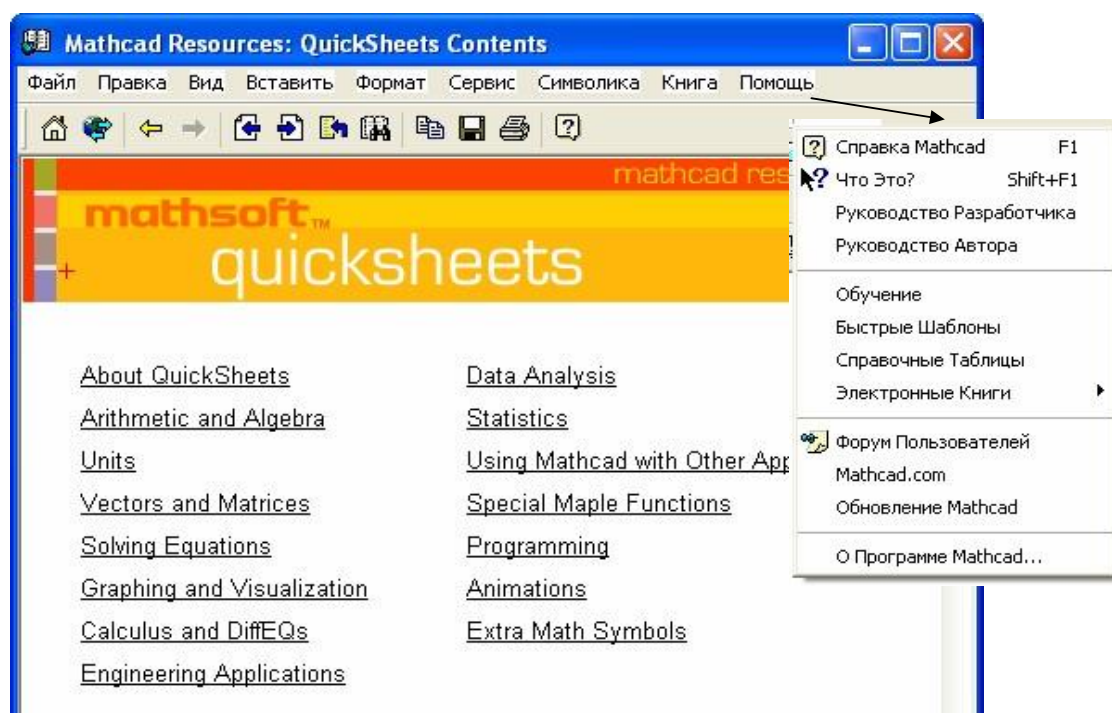 Mathcad Resources: QuickSheets Contents
Файл Правка Вид Вставить Формат Сервис Символика Книга Помощь
mathcad res
mathsoft™
quicksheets
About QuickSheets
Arithmetic and Algebra
Units
Vectors and Matrices
Solving Equations
Graphing and Visualization
Calculus and DiffEQs
Engineering Applications
Data Analysis
Statistics
Using Mathcad with Other App
Special Maple Functions
Programming
Animations
Extra Math Symbols
Справка Mathcad F1
Что Это? Shift+F1
Руководство Разработчика
Руководство Автора
Обучение
Быстрые Шаблоны
Справочные Таблицы
Электронные Книги
Форум Пользователей
Mathcad.com
Обновление Mathcad
О Программе Mathcad...